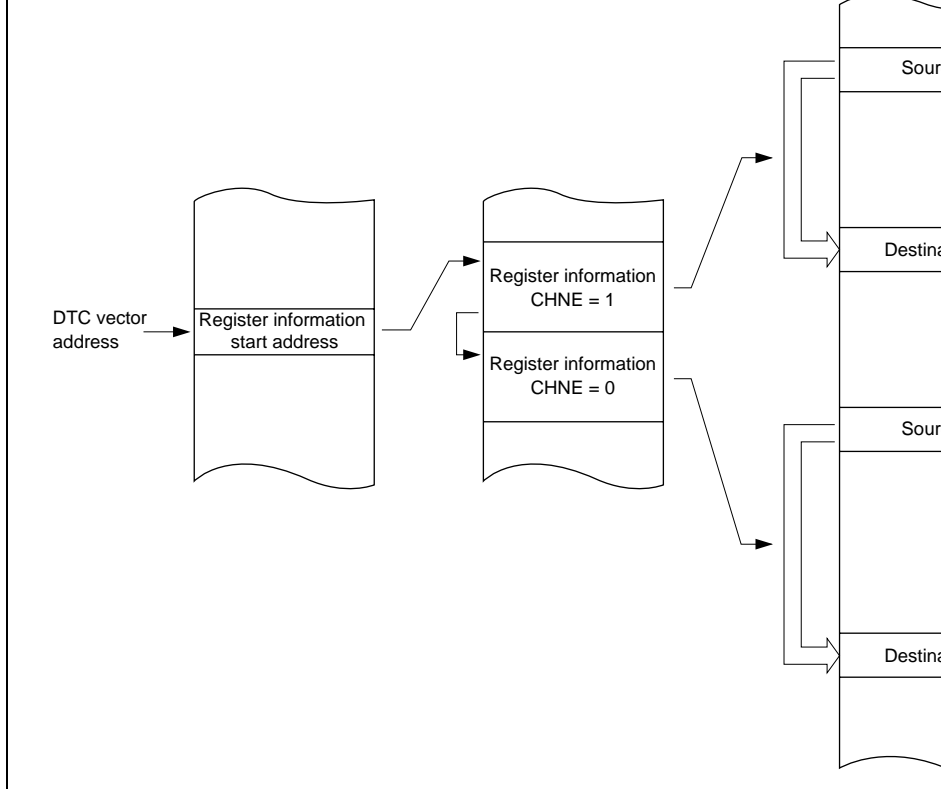 DTC vector
address
Register information
start address
Register information
CHNE = 1
Register information
CHNE = 0
Sour
Destina
Sour
Destina